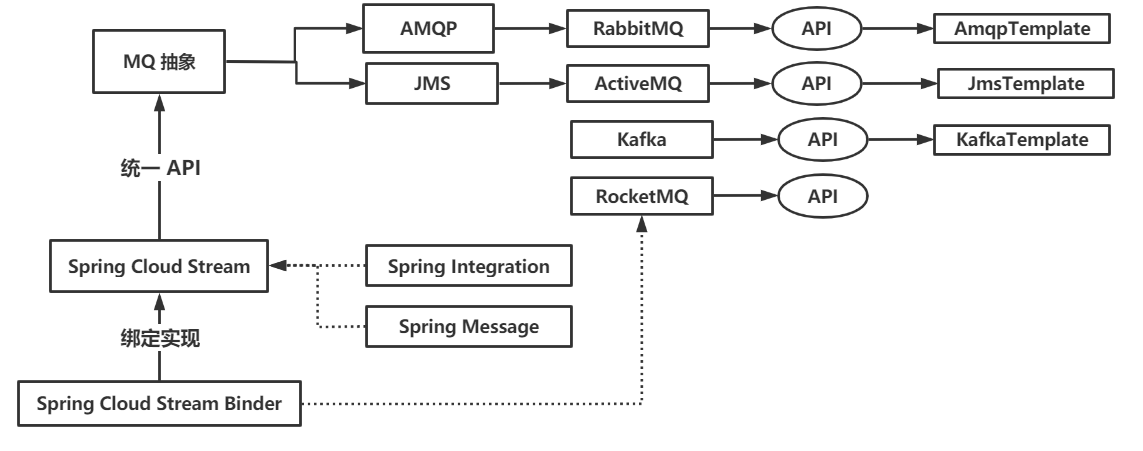 AMQP
RabbitMQ
API
AmqpTemplate
MQ 抽象
JMS
ActiveMQ
API
JmsTemplate
Kafka
API
KafkaTemplate
统一 API
RocketMQ
API
Spring Cloud Stream
Spring Integration
Spring Message
绑定实现
Spring Cloud Stream Binder